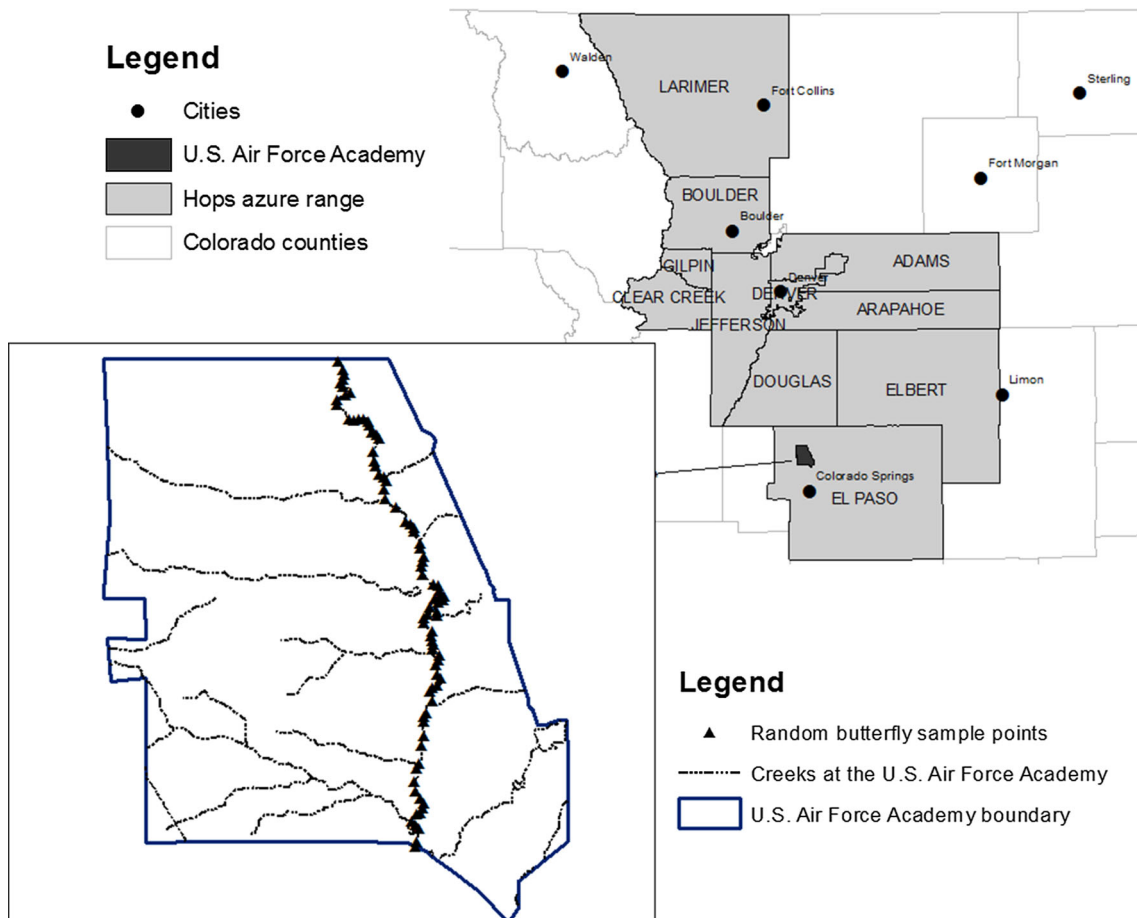 Legend
Cities
U.S. Air Force Academy
Hops azure range
Colorado counties
Walden
LARIMER
Fort Collins
Sterling
Fort Morgan
BOULDER
Boulder
GILPIN
ADAMS
Denver
CLEAR CREEK
DENVER
ARAPAHOE
JEFFERSON
DOUGLAS
ELBERT
Limon
Colorado Springs
EL PASO
Legend
Random butterfly sample points
Creeks at the U.S. Air Force Academy
U.S. Air Force Academy boundary